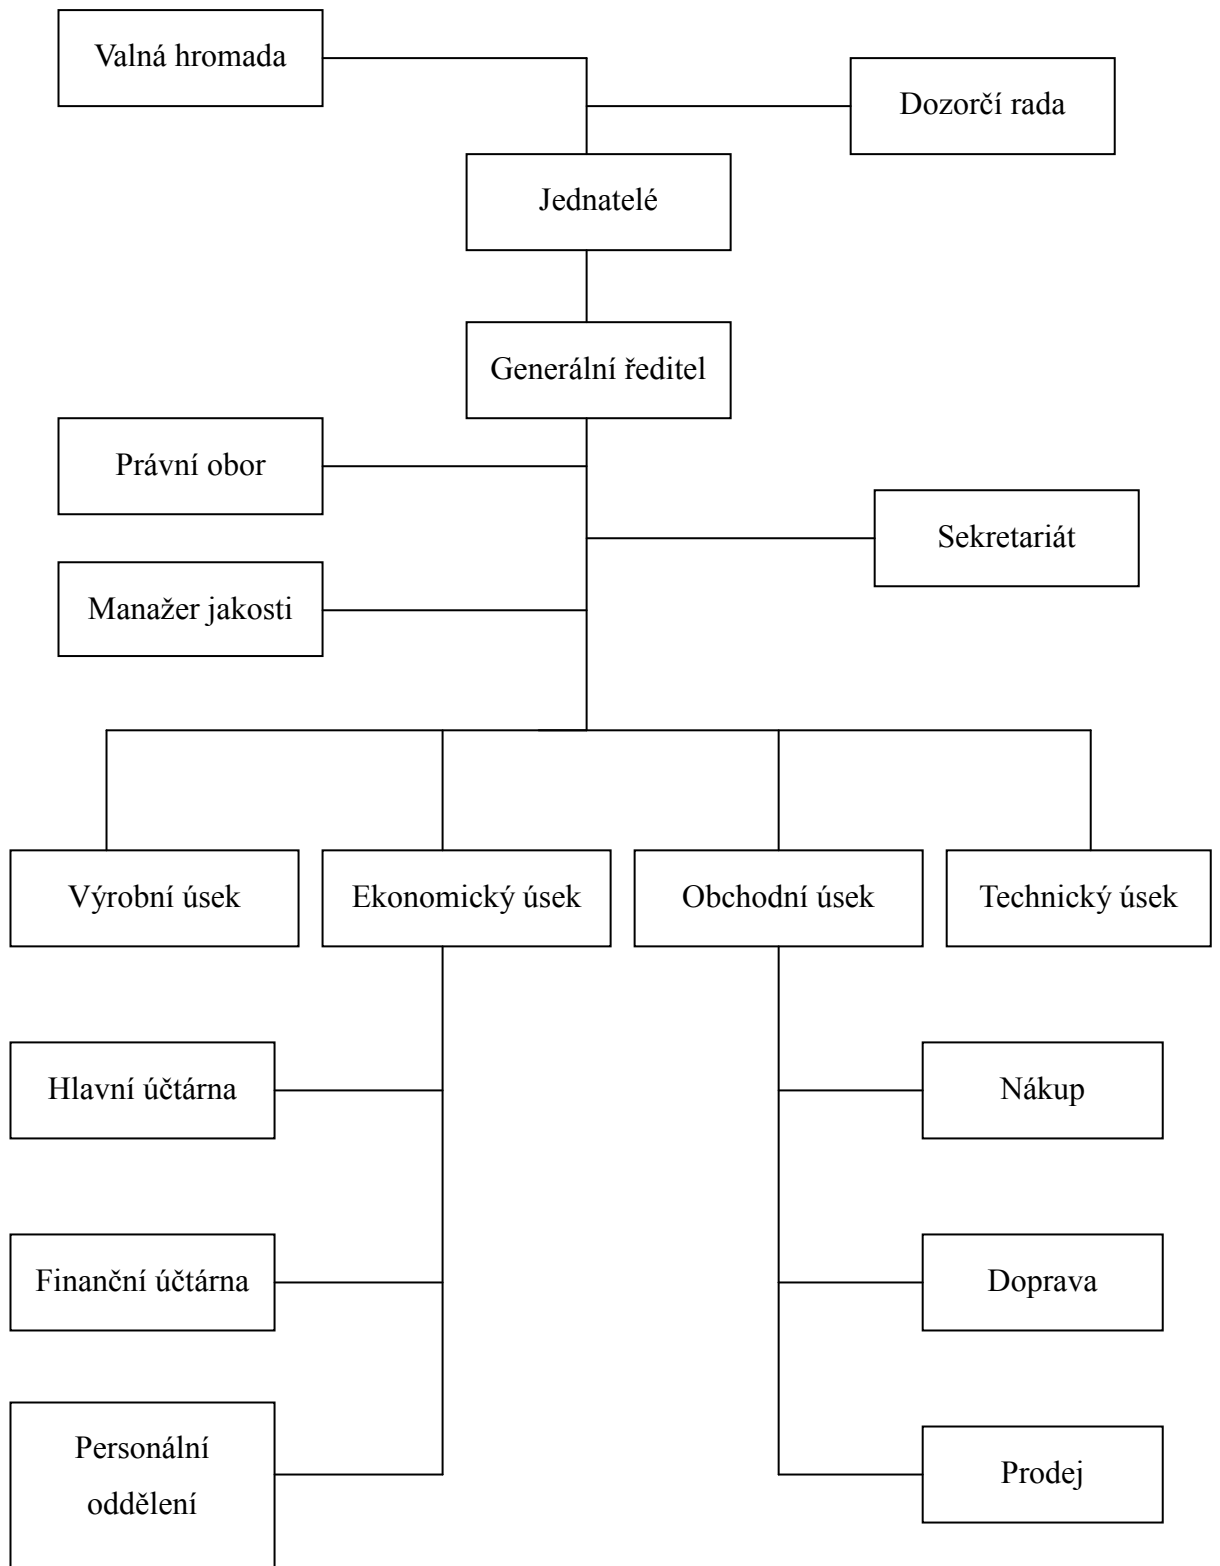 Valná hromada
Dozorčí rada
Jednatelé
Generální ředitel
Právní obor
Sekretariát
Manažer jakosti
Výrobní úsek
Ekonomický úsek
Obchodní úsek
Technický úsek
Hlavní účtárna
Nákup
Finanční účtárna
Doprava
Personální
oddělení
Prodej